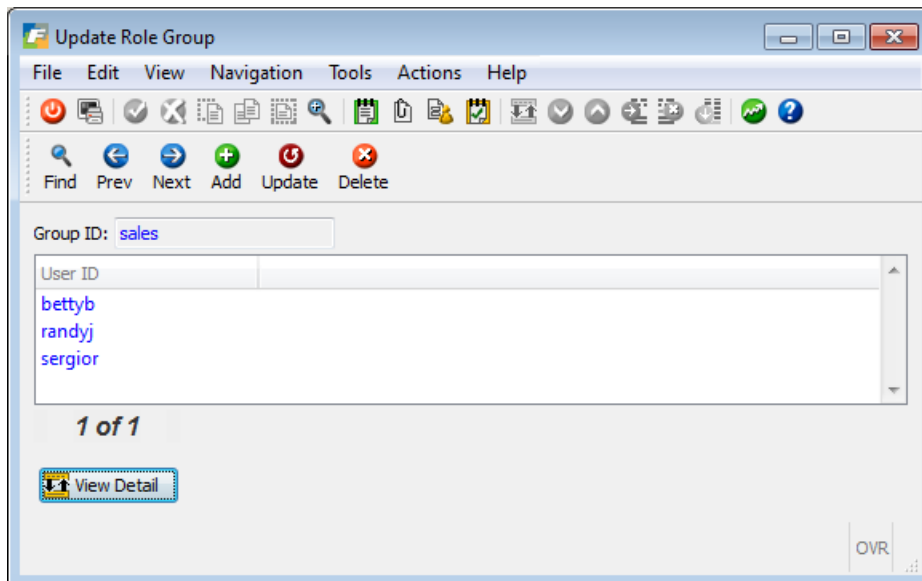 Update Role Group
File Edit View Navigation Tools Actions Help
Find Prev Next Add Update Delete
Group ID: sales
User ID
bettyb
randyj
sergior
1 of 1
View Detail
OVR